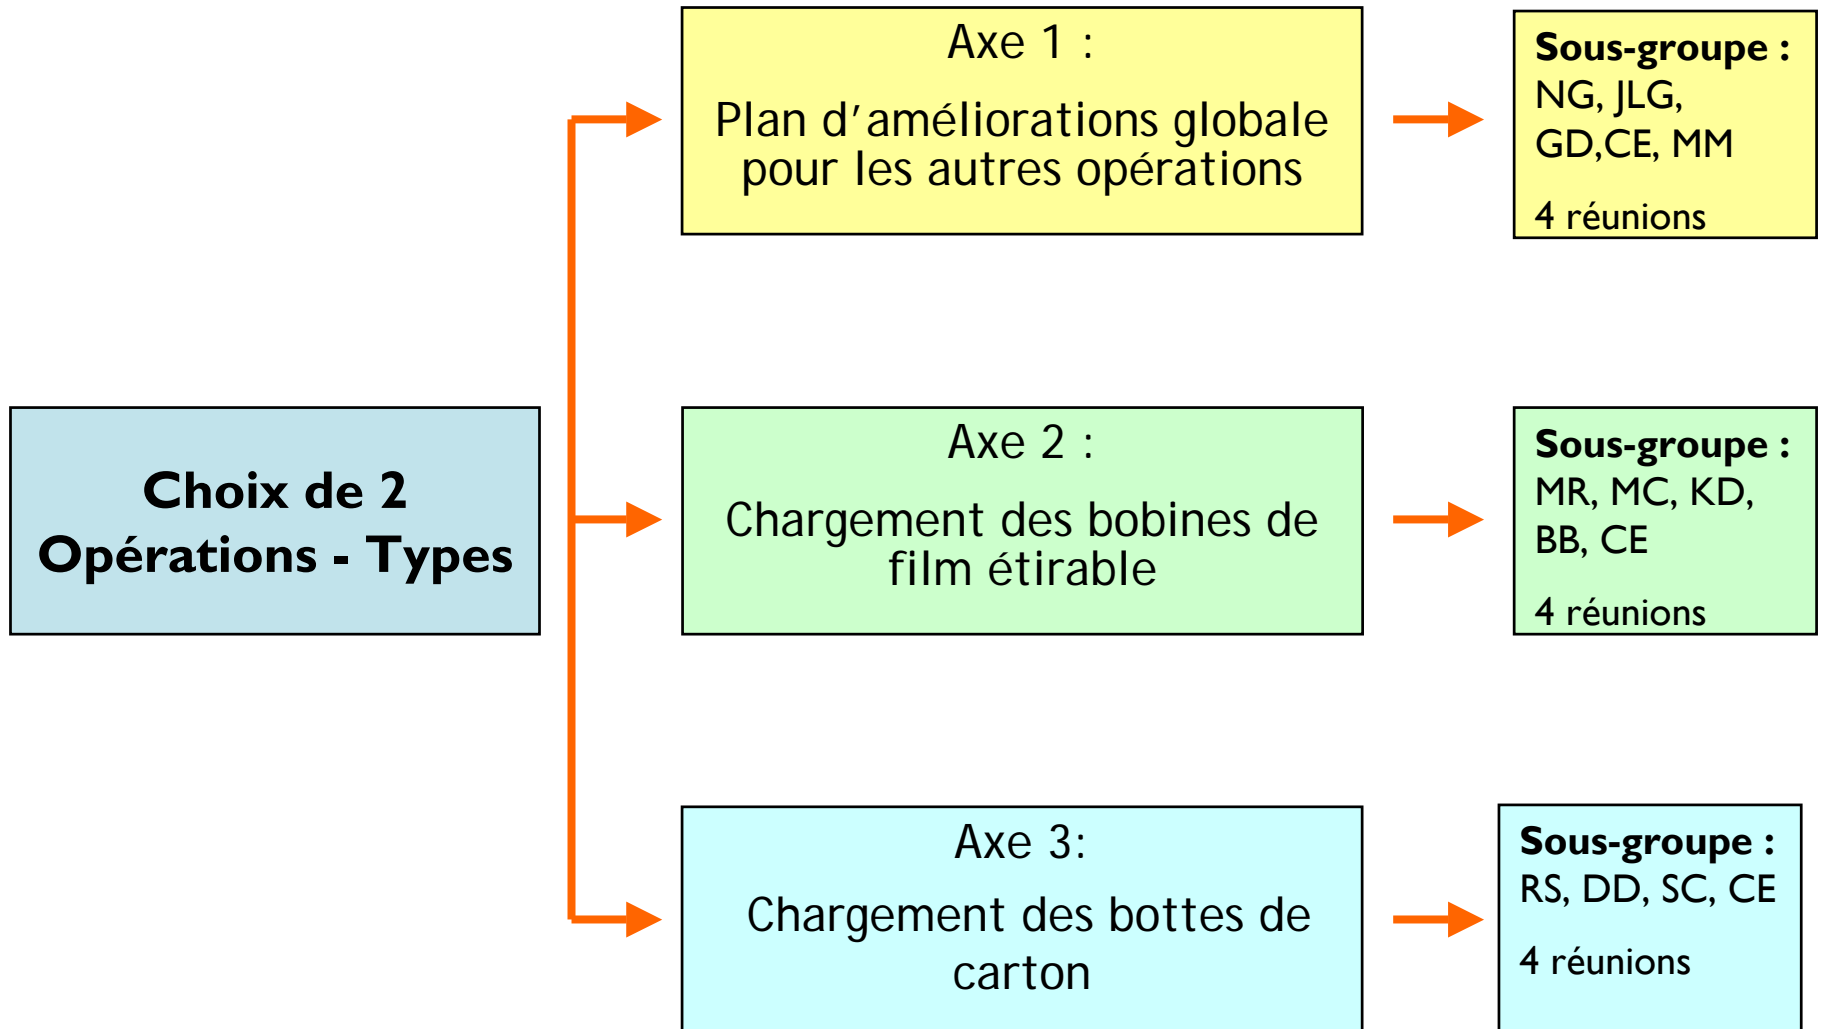 Axe 1 :
Plan d'améliorations globale
pour les autres opérations
Sous-groupe :
NG, JLG,
GD,CE, MM
4 réunions
Choix de 2
Opérations - Types
Axe 2 :
Chargement des bobines de
film étirable
Sous-groupe :
MR, MC, KD,
BB, CE
4 réunions
Axe 3:
Chargement des bottes de
carton
Sous-groupe :
RS, DD, SC, CE
4 réunions